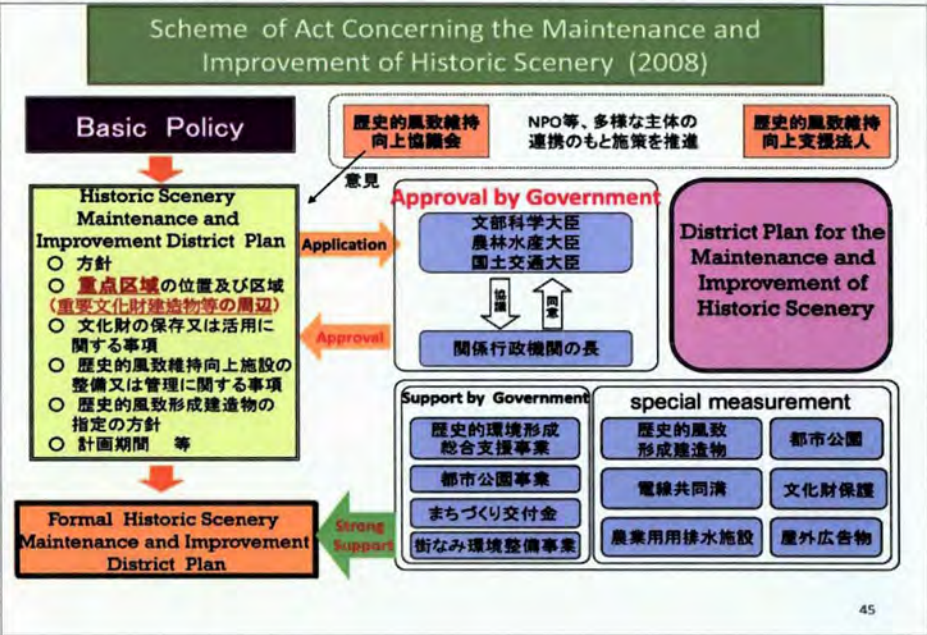 Scheme of Act Concerning the Maintenance and
Improvement of Historic Scenery (2008)
Basic Policy
歴史的風致維持
向上協議会
NPO等、多様な主体の
連携のもと施策を推進
歴史的風致維持
向上支援法人
意見
Historic Scenery
Maintenance and
Improvement District Plan
○ 方針
○ 重点区域の位置及び区域
(重要文化財建造物等の周辺)
○ 文化財の保存又は活用に
関する事項
○ 歴史的風致維持向上施設の
整備又は管理に関する事項
○ 歴史的風致形成建造物の
指定の方針
○ 計画期間 等
Application
Approval
Approval by Government
文部科学大臣
農林水産大臣
国土交通大臣
協議
同意
関係行政機関の長
District Plan for the
Maintenance and
Improvement of
Historic Scenery
Formal Historic Scenery
Maintenance and Improvement
District Plan
Strong
Support
Support by Government
歴史的環境形成
総合支援事業
都市公園事業
まちづくり交付金
街なみ環境整備事業
special measurement
歴史的風致
形成建造物
都市公園
電線共同溝
文化財保護
農業用用排水施設
屋外広告物
45